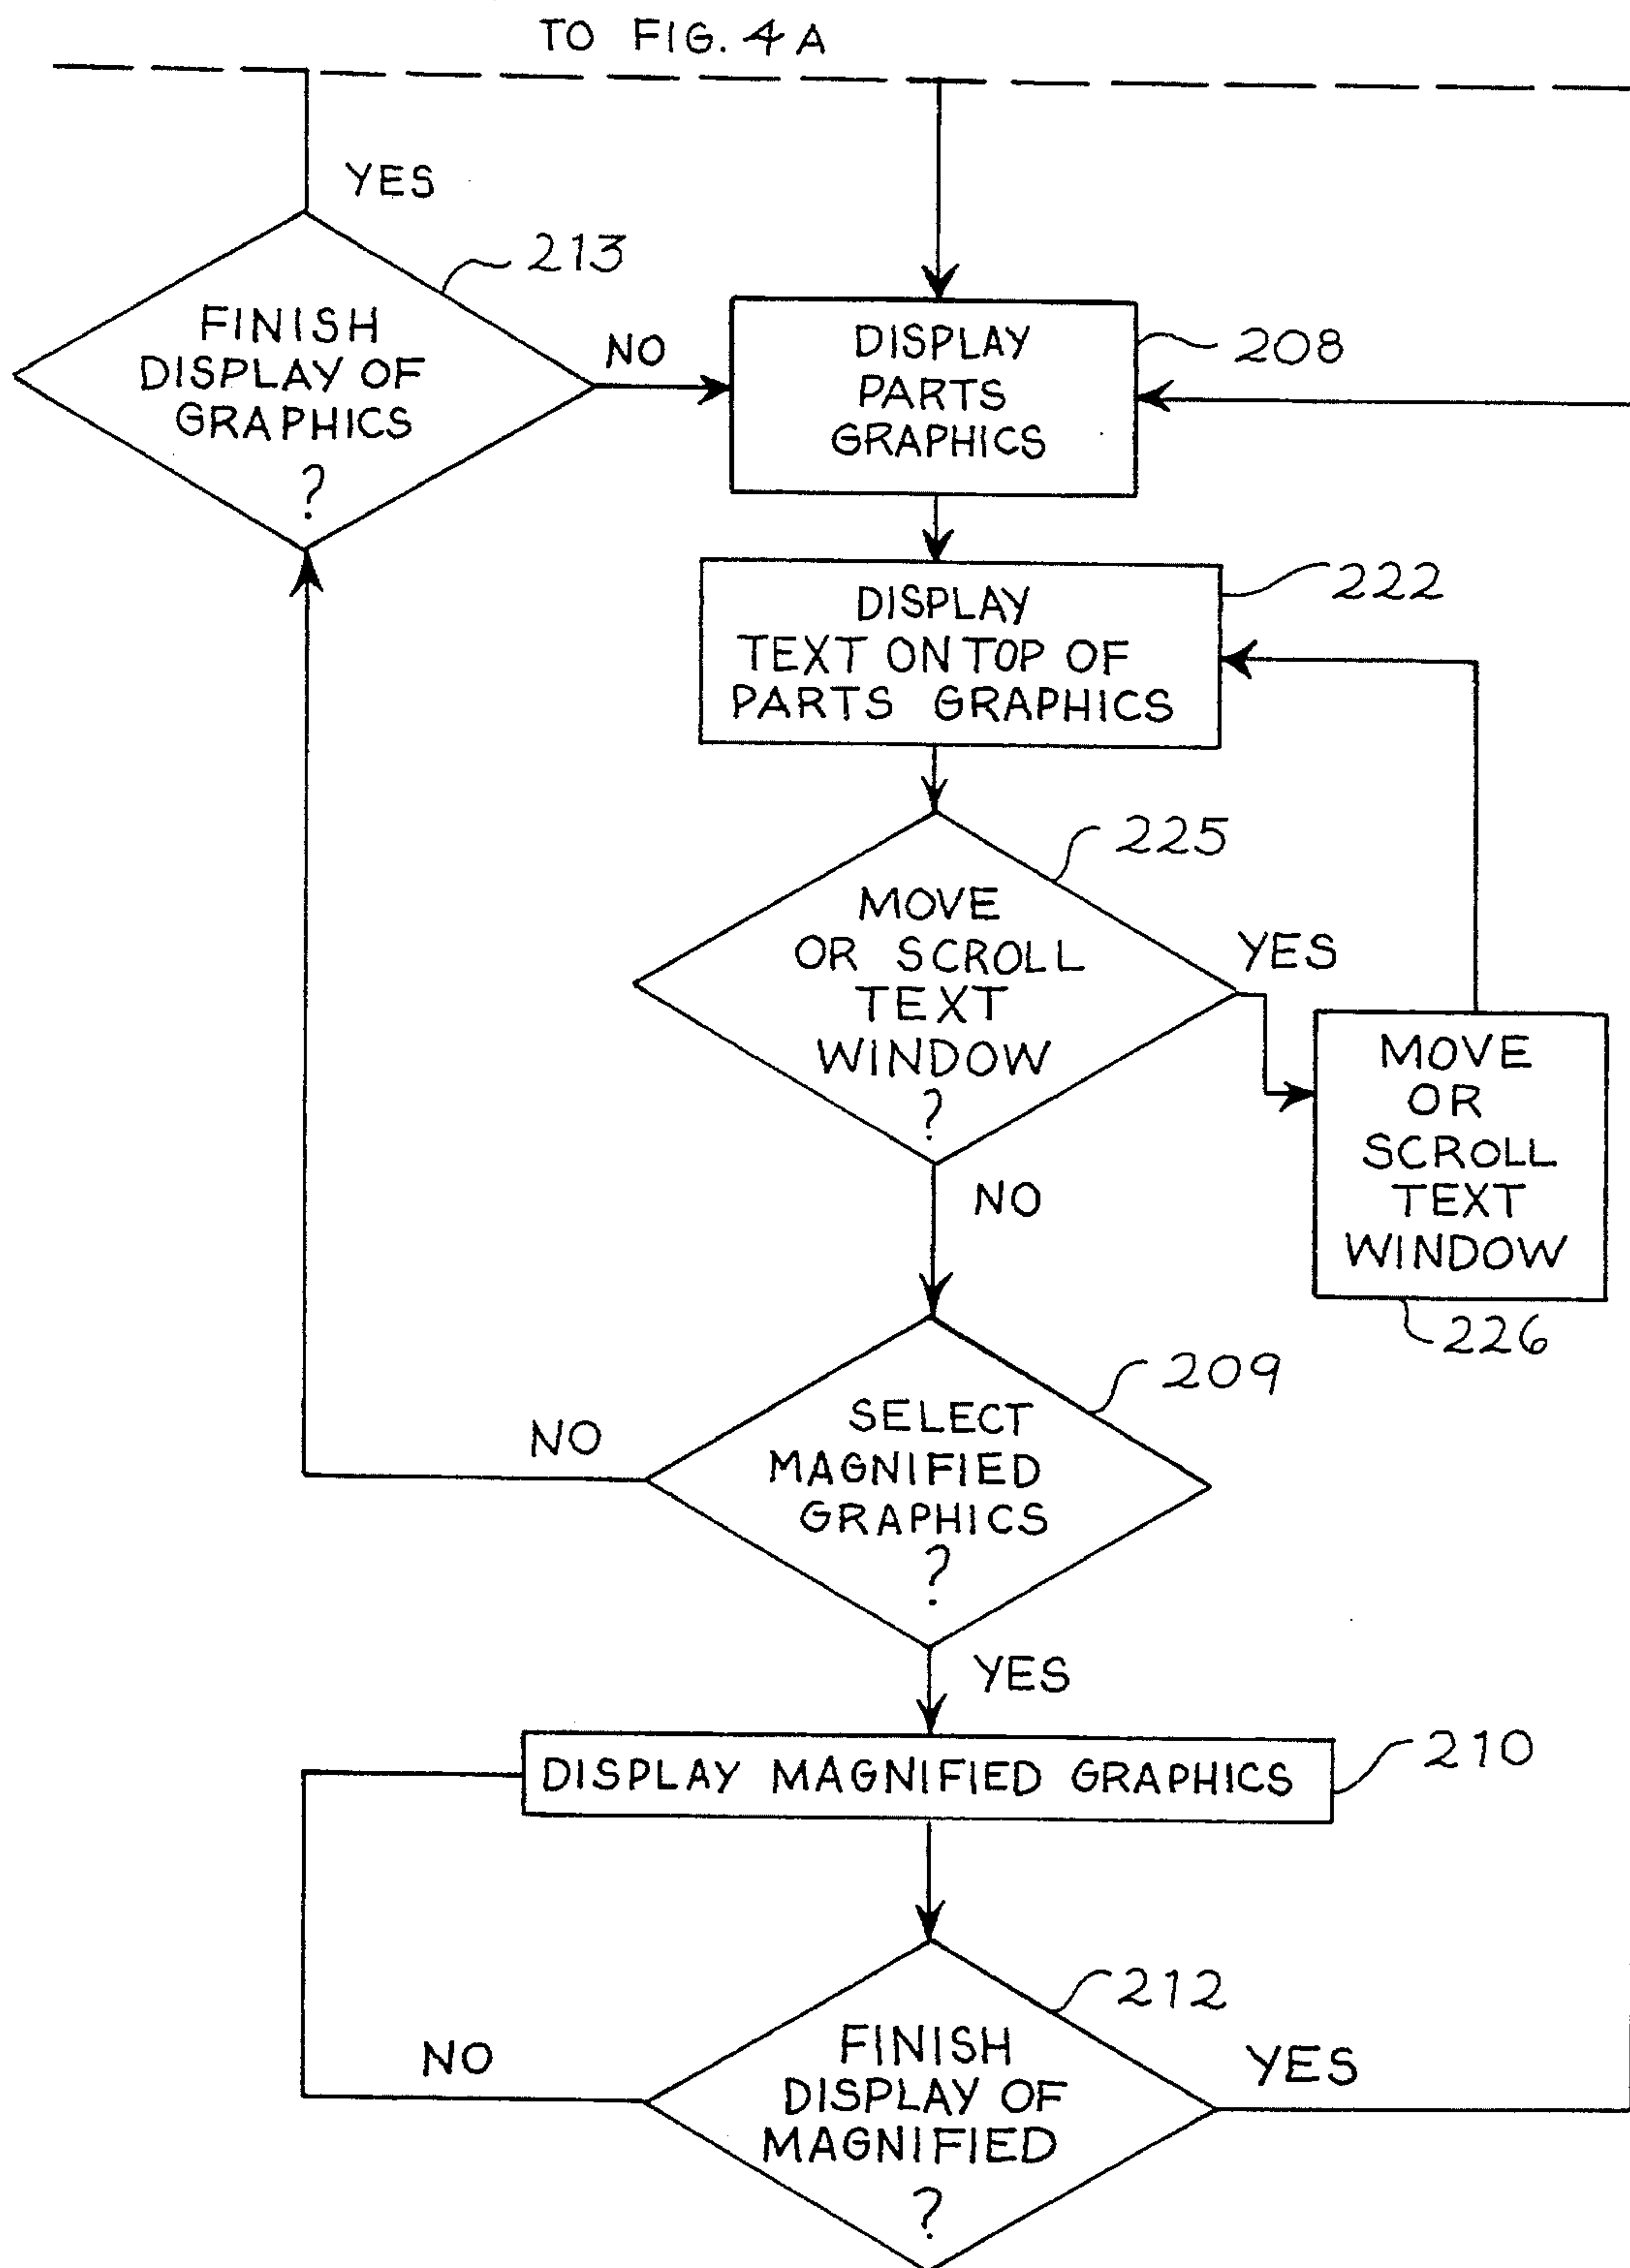 TO FIG. 4A
YES
213
FINISH
DISPLAY OF
GRAPHICS
?
NO
DISPLAY
PARTS
GRAPHICS
208
DISPLAY
TEXT ON TOP OF
PARTS GRAPHICS
222
225
MOVE
OR SCROLL
TEXT
WINDOW
?
YES
MOVE
OR
SCROLL
TEXT
WINDOW
226
NO
209
SELECT
MAGNIFIED
GRAPHICS
?
NO
YES
DISPLAY MAGNIFIED GRAPHICS
210
212
FINISH
DISPLAY OF
MAGNIFIED
?
NO
YES